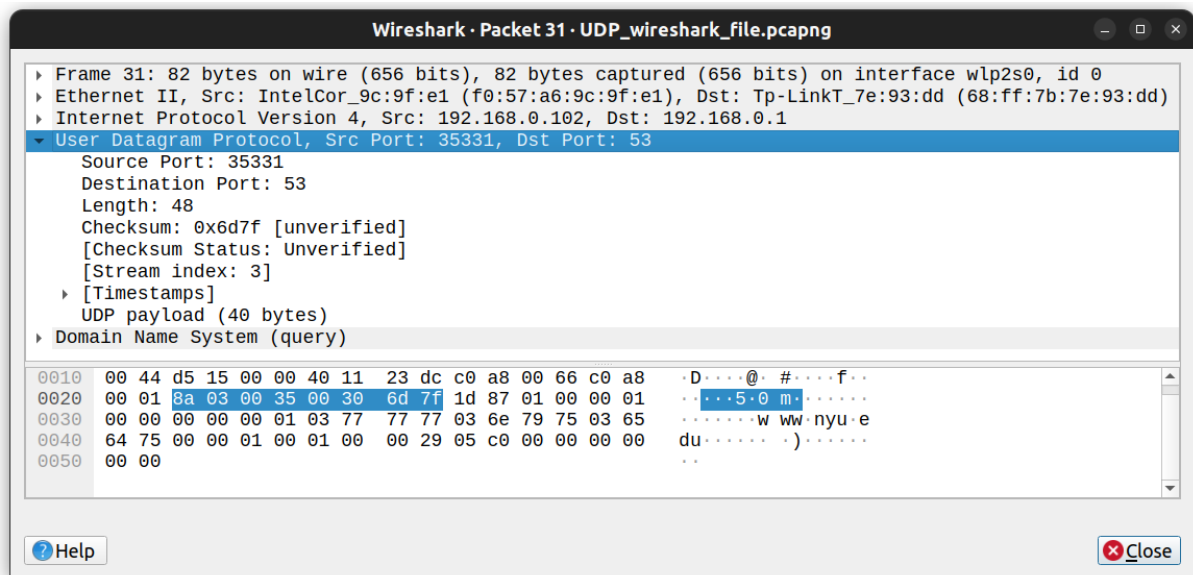 Wireshark · Packet 31 · UDP_wireshark_file.pcapng
Frame 31: 82 bytes on wire (656 bits), 82 bytes captured (656 bits) on interface wlp2s0, id 0
Ethernet II, Src: IntelCor_9c:9f:e1 (f0:57:a6:9c:9f:e1), Dst: Tp-LinkT_7e:93:dd (68:ff:7b:7e:93:dd)
Internet Protocol Version 4, Src: 192.168.0.102, Dst: 192.168.0.1
User Datagram Protocol, Src Port: 35331, Dst Port: 53
Source Port: 35331
Destination Port: 53
Length: 48
Checksum: 0x6d7f [unverified]
[Checksum Status: Unverified]
[Stream index: 3]
[Timestamps]
UDP payload (40 bytes)
Domain Name System (query)
0010 00 44 d5 15 00 00 40 11 23 dc c0 a8 00 66 c0 a8 ·D····@· #····f··
0020 00 01 8a 03 00 35 00 30 6d 7f 1d 87 01 00 00 01 ·····5·0 m·······
0030 00 00 00 00 00 01 03 77 77 77 03 6e 79 75 03 65 ·······w ww·nyu·e
0040 64 75 00 00 01 00 01 00 00 29 05 c0 00 00 00 00 du······ ·)······
0050 00 00 ··
Help
Close